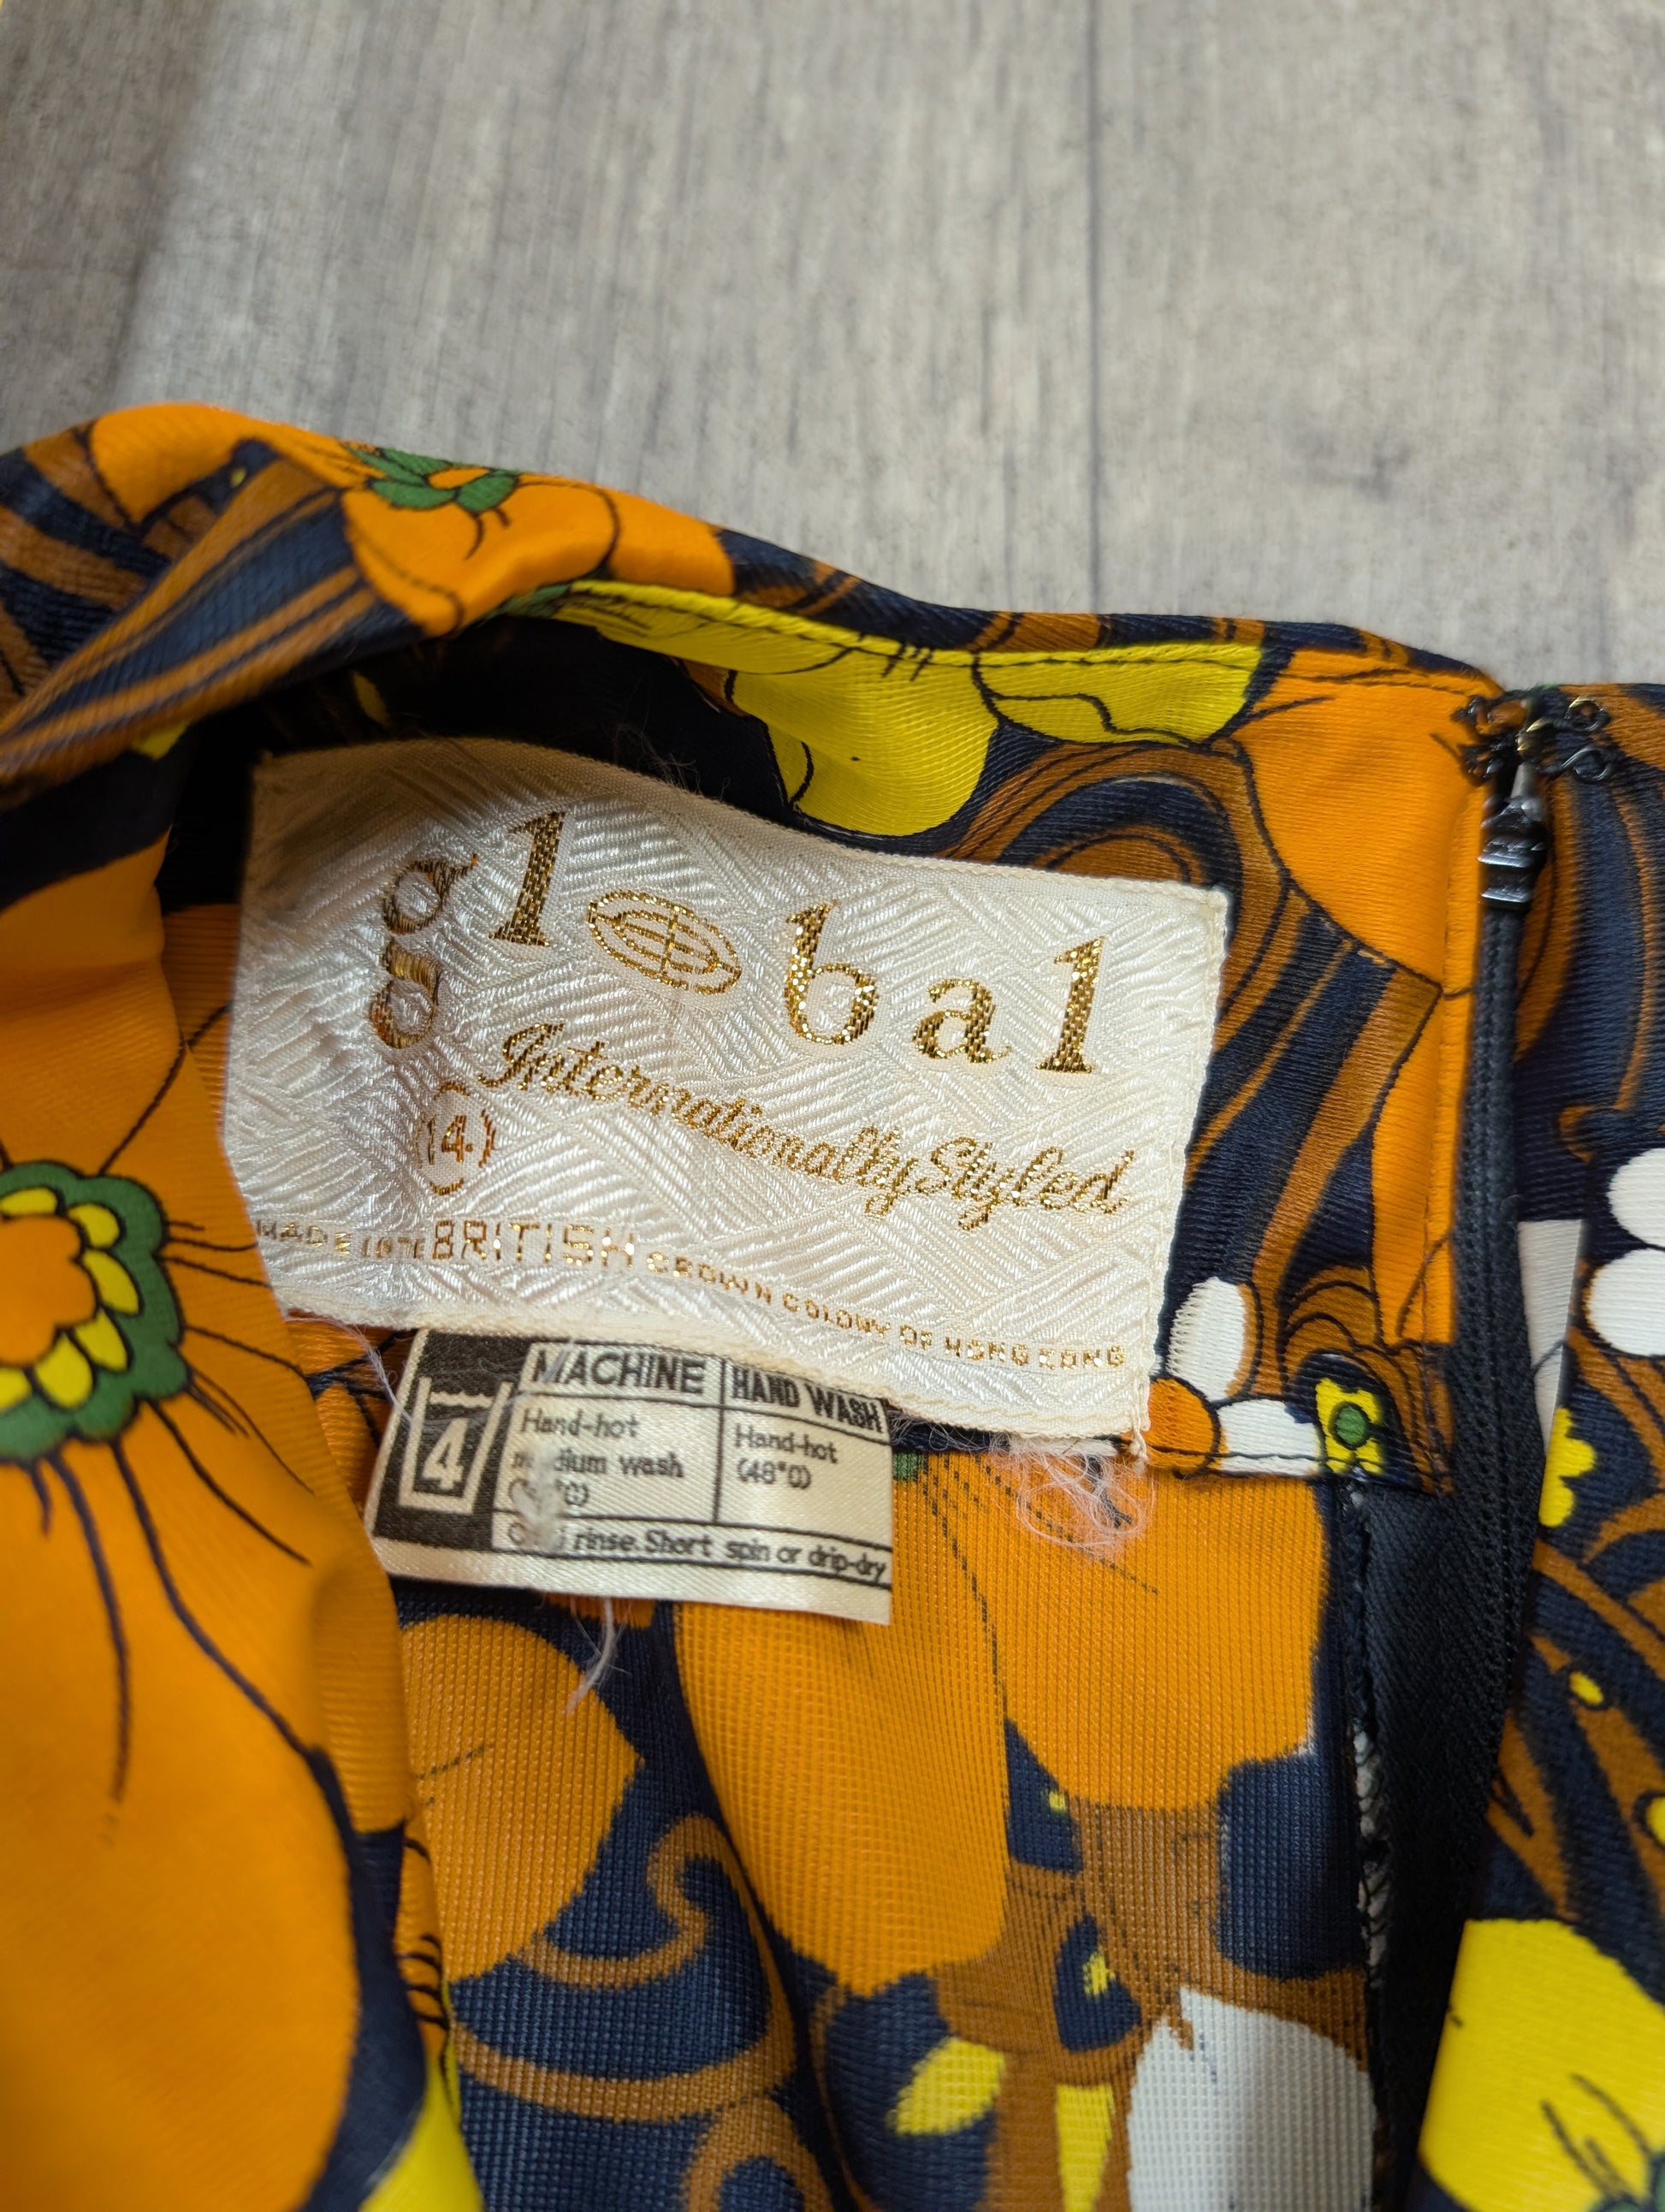 global
Internationally Styled
(14)
MADE IN THE BRITISH CROWN COLONY OF HONG KONG
4
MACHINE
HAND WASH
Hand-hot
medium wash
Hand-hot
(48°C)
rinse. Short spin or drip-dry